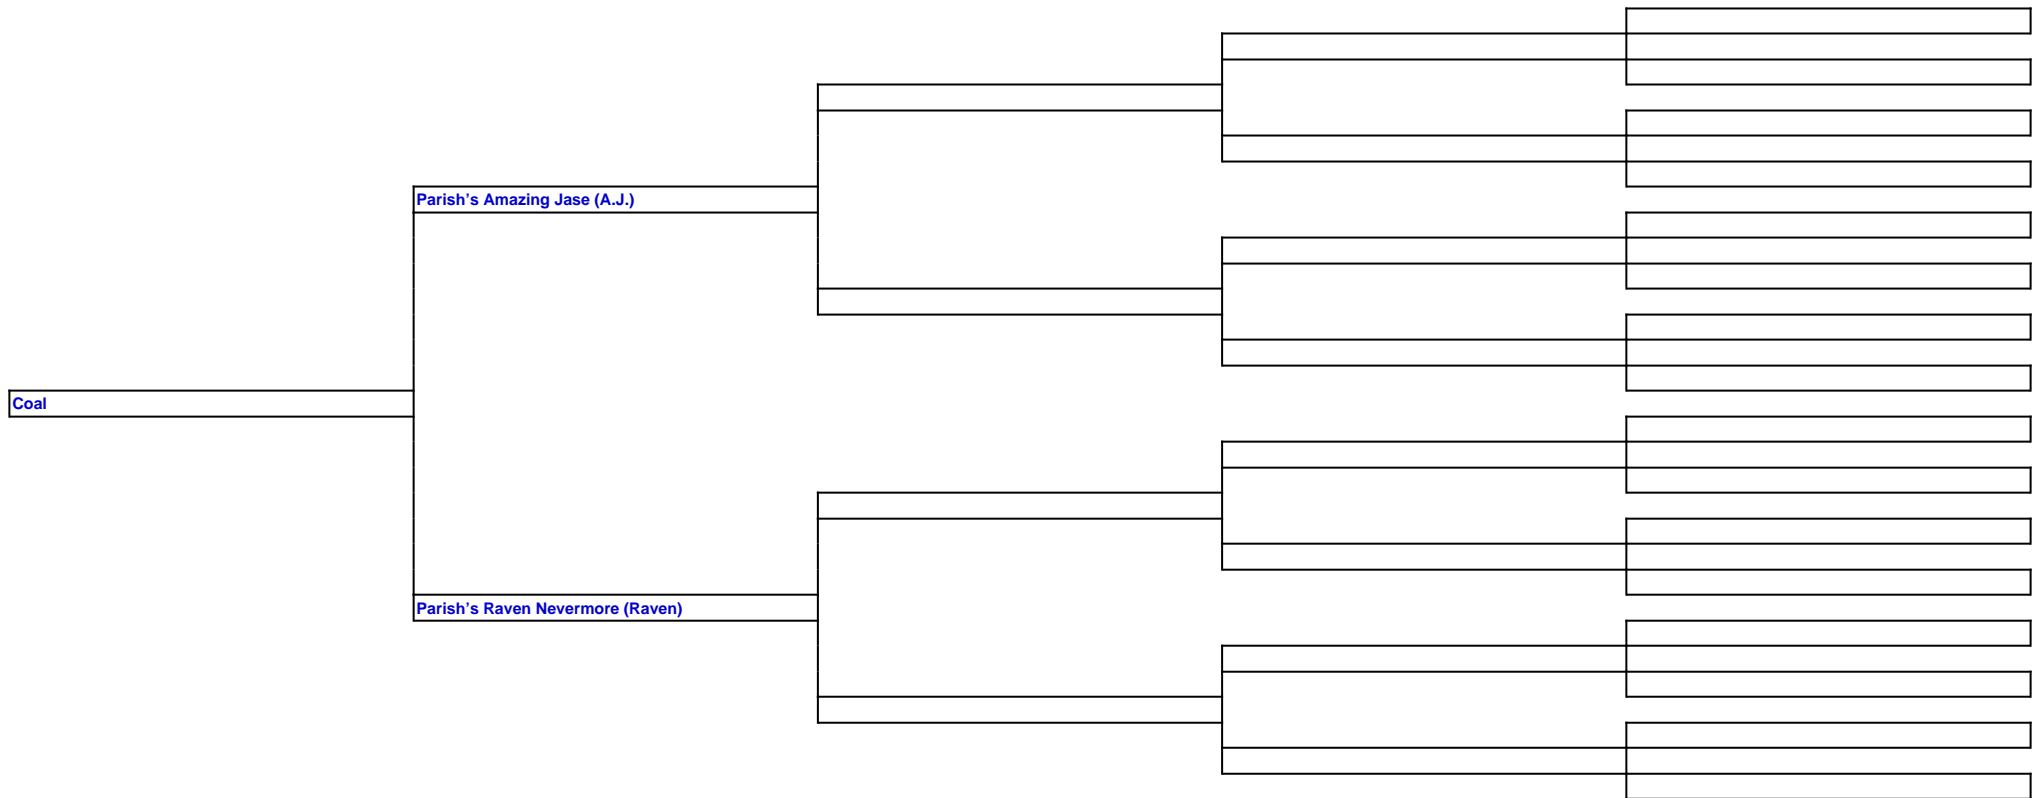 Parish’s Amazing Jase (A.J.)
Coal
Parish’s Raven Nevermore (Raven)